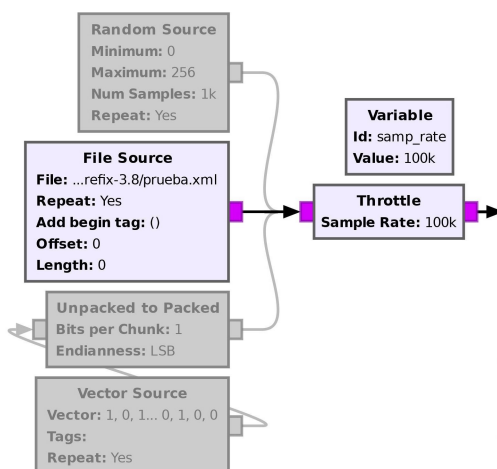 Random Source
Minimum: 0
Maximum: 256
Num Samples: 1k
Repeat: Yes
Variable
Id: samp_rate
Value: 100k
File Source
File: ...refix-3.8/prueba.xml
Repeat: Yes
Add begin tag: ()
Offset: 0
Length: 0
Throttle
Sample Rate: 100k
Unpacked to Packed
Bits per Chunk: 1
Endianness: LSB
Vector Source
Vector: 1, 0, 1... 0, 1, 0, 0
Tags:
Repeat: Yes